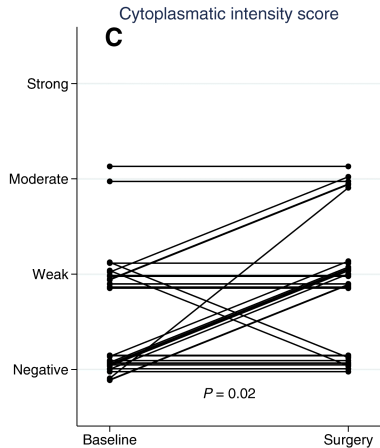 Cytoplasmatic intensity score
C
Strong
Moderate
Weak
Negative
P = 0.02
Baseline Surgery